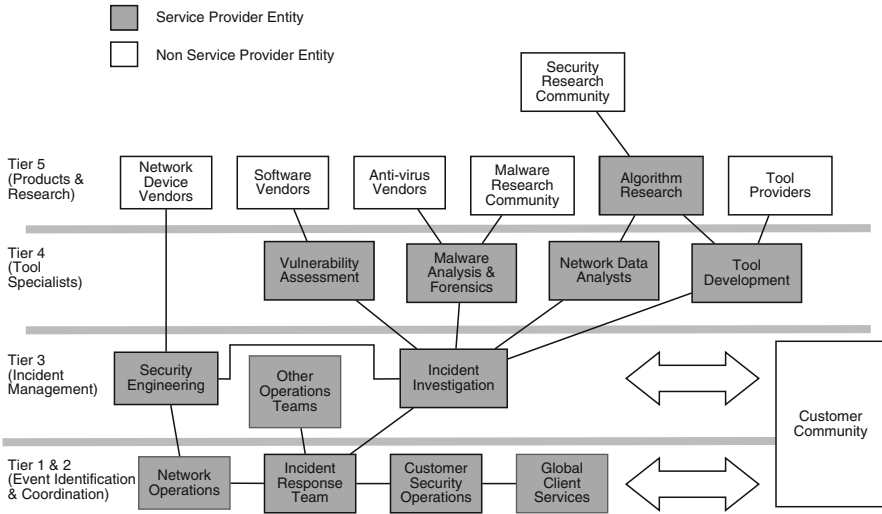 Service Provider Entity
Non Service Provider Entity
Security
Research
Community
Tier 5
(Products &
Research)
Network
Device
Vendors
Software
Vendors
Anti-virus
Vendors
Malware
Research
Community
Algorithm
Research
Tool
Providers
Tier 4
(Tool
Specialists)
Vulnerability
Assessment
Malware
Analysis &
Forensics
Network Data
Analysts
Tool
Development
Tier 3
(Incident
Management)
Security
Engineering
Other
Operations
Teams
Incident
Investigation
Customer
Community
Tier 1 & 2
(Event Identification
& Coordination)
Network
Operations
Incident
Response
Team
Customer
Security
Operations
Global
Client
Services